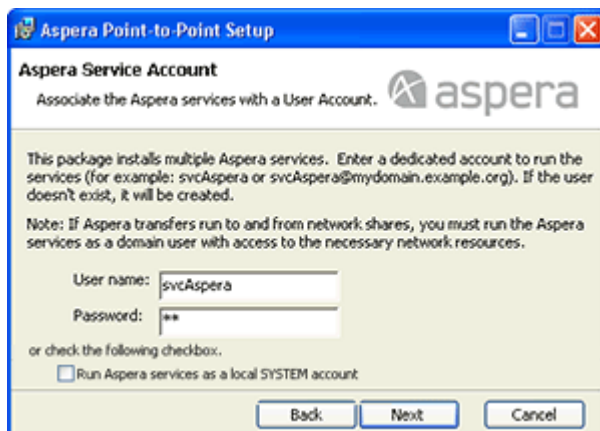 Aspera Point-to-Point Setup
Aspera Service Account
Associate the Aspera services with a User Account.
aspera
This package installs multiple Aspera services. Enter a dedicated account to run the
services (for example: svcAspera or svcAspera@mydomain.example.org). If the user
doesn't exist, it will be created.
Note: If Aspera transfers run to and from network shares, you must run the Aspera
services as a domain user with access to the necessary network resources.
User name: svcAspera
Password: **
or check the following checkbox.
Run Aspera services as a local SYSTEM account
Back Next Cancel